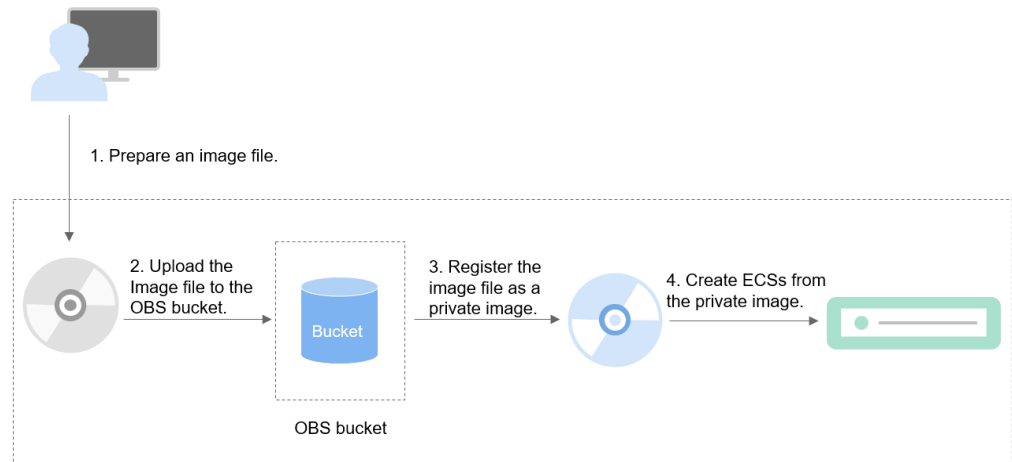 1. Prepare an image file.
2. Upload the
Image file to the
OBS bucket.
3. Register the
image file as a
private image.
4. Create ECSs from
the private image.
Bucket
OBS bucket